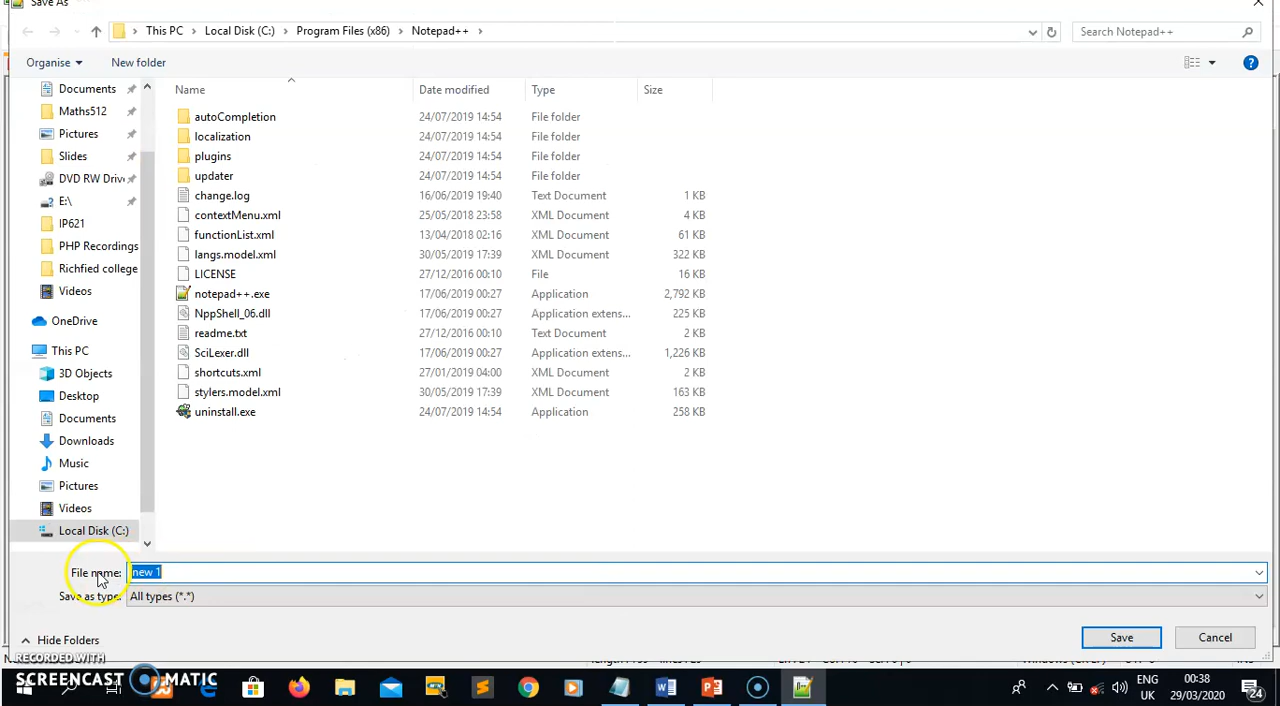 Save As
This PC > Local Disk (C:) > Program Files (x86) > Notepad++ >
Search Notepad++
Organise
New folder
Name Date modified Type Size
Documents
Maths512
Pictures
Slides
DVD RW Driv
E:\
IP621
PHP Recordings
Richfied college
Videos
OneDrive
This PC
3D Objects
Desktop
Documents
Downloads
Music
Pictures
Videos
Local Disk (C:)
autoCompletion 24/07/2019 14:54 File folder
localization 24/07/2019 14:54 File folder
plugins 24/07/2019 14:54 File folder
updater 24/07/2019 14:54 File folder
change.log 16/06/2019 19:40 Text Document 1 KB
contextMenu.xml 25/05/2018 23:58 XML Document 4 KB
functionList.xml 13/04/2018 02:16 XML Document 61 KB
langs.model.xml 30/05/2019 17:39 XML Document 322 KB
LICENSE 27/12/2016 00:10 File 16 KB
notepad++.exe 17/06/2019 00:27 Application 2,792 KB
NppShell_06.dll 17/06/2019 00:27 Application extens... 225 KB
readme.txt 27/12/2016 00:10 Text Document 2 KB
SciLexer.dll 17/06/2019 00:27 Application extens... 1,226 KB
shortcuts.xml 27/01/2019 04:00 XML Document 2 KB
stylers.model.xml 30/05/2019 17:39 XML Document 163 KB
uninstall.exe 24/07/2019 14:54 Application 258 KB
File name: new 1
Save as type: All types (*.*)
Hide Folders
Save
Cancel
RECORDED WITH
SCREENCAST MATIC
ENG
UK
00:38
29/03/2020
24